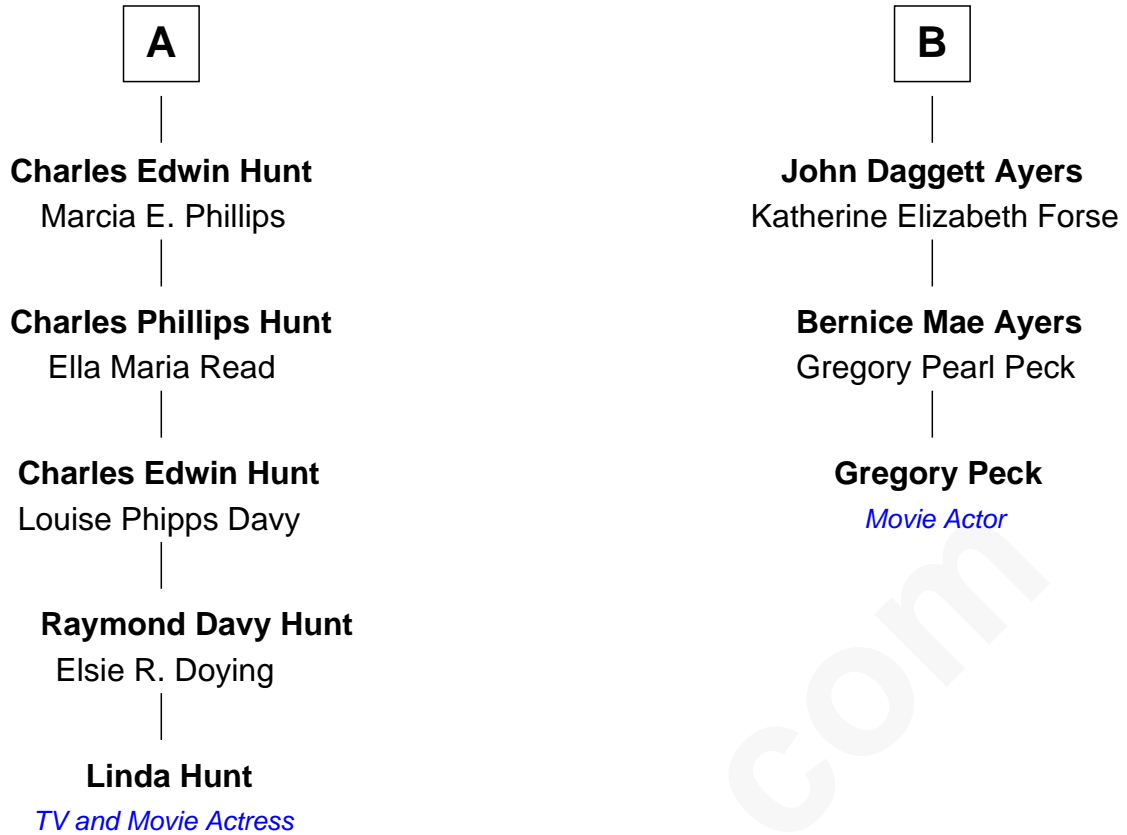 A
Charles Edwin Hunt
Marcia E. Phillips
Charles Phillips Hunt
Ella Maria Read
Charles Edwin Hunt
Louise Phipps Davy
Raymond Davy Hunt
Elsie R. Doying
Linda Hunt
TV and Movie Actress
B
John Daggett Ayers
Katherine Elizabeth Forse
Bernice Mae Ayers
Gregory Pearl Peck
Gregory Peck
Movie Actor
com